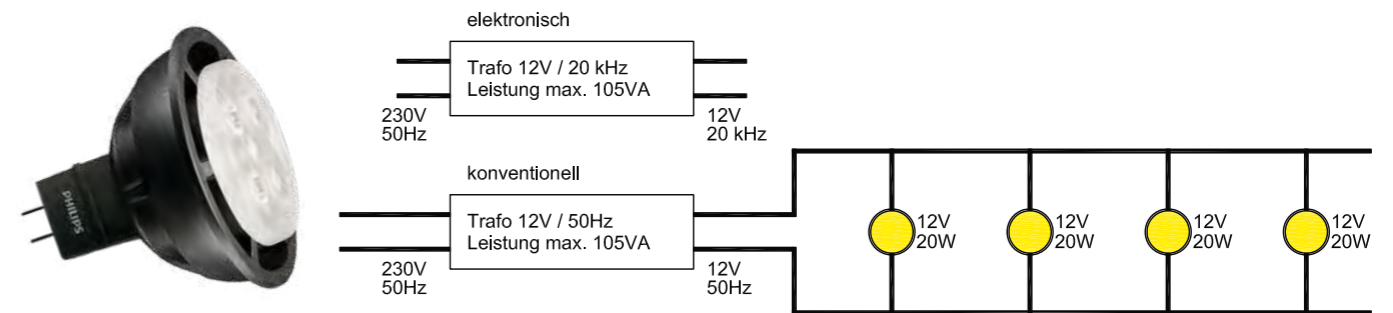 elektronisch
Trafo 12V / 20 kHz
Leistung max. 105VA
230V
50Hz
12V
20 kHz
konventionell
Trafo 12V / 50Hz
Leistung max. 105VA
230V
50Hz
12V
50Hz
12V
20W
12V
20W
12V
20W
12V
20W
PHILIPS